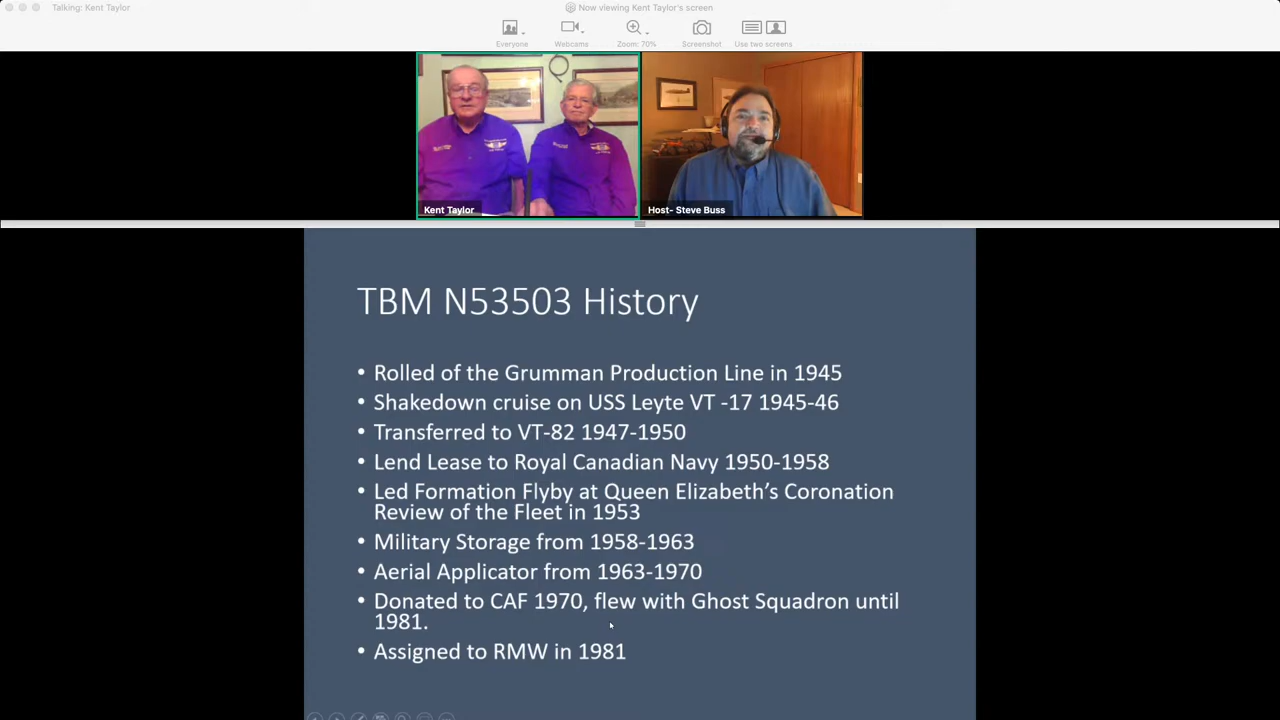 Talking: Kent Taylor
Now viewing Kent Taylor's screen
Everyone
Webcams
Zoom: 70%
Screenshot
Use two screens
Kent Taylor
Host- Steve Buss
TBM N53503 History
• Rolled of the Grumman Production Line in 1945
• Shakedown cruise on USS Leyte VT -17 1945-46
• Transferred to VT-82 1947-1950
• Lend Lease to Royal Canadian Navy 1950-1958
• Led Formation Flyby at Queen Elizabeth’s Coronation
Review of the Fleet in 1953
• Military Storage from 1958-1963
• Aerial Applicator from 1963-1970
• Donated to CAF 1970, flew with Ghost Squadron until
1981.
• Assigned to RMW in 1981